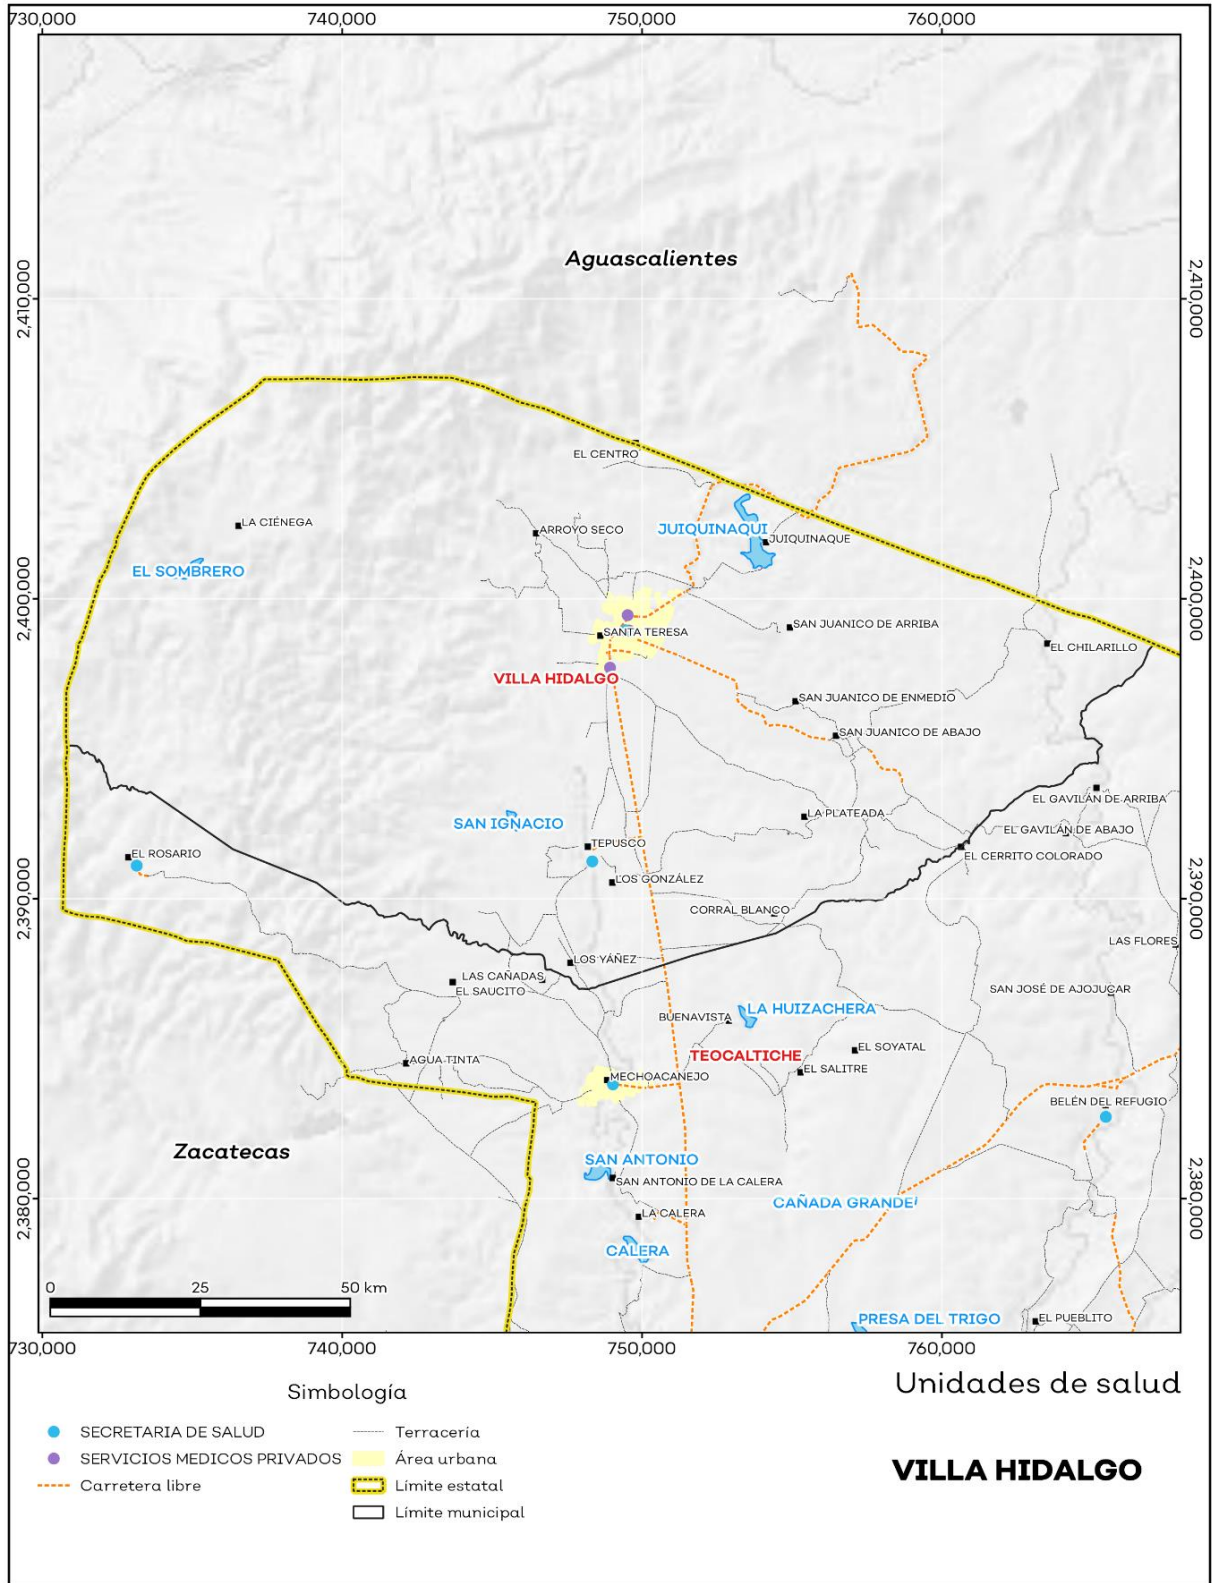 730,000
740,000
750,000
760,000
Aguascalientes
2,410,000
2,410,000
EL CENTRO
LA CIÉNEGA
ARROYO SECO
JUIQUINAQUI
JUIQUINAQUE
EL SOMBRERO
2,400,000
2,400,000
SANTA TERESA
SAN JUANICO DE ARRIBA
EL CHILARILLO
VILLA HIDALGO
SAN JUANICO DE ENMEDIO
SAN JUANICO DE ABAJO
EL GAVILÁN DE ARRIBA
LA PLATEADA
SAN IGNACIO
EL GAVILÁN DE ABAJO
TEPUSCO
EL ROSARIO
EL CERRITO COLORADO
LOS GONZÁLEZ
2,390,000
2,390,000
CORRAL BLANCO
LAS FLORES
LOS YÁÑEZ
LAS CAÑADAS
EL SAUCITO
SAN JOSÉ DE AJOJUCAR
LA HUIZACHERA
BUENAVISTA
EL SOYATAL
TEOCALTICHE
AGUA TINTA
EL SALITRE
MECHOACANEJO
BELÉN DEL REFUGIO
Zacatecas
SAN ANTONIO
SAN ANTONIO DE LA CALERA
2,380,000
2,380,000
CAÑADA GRANDE
LA CALERA
CALERA
0
25
50 km
PRESA DEL TRIGO
EL PUEBLITO
730,000
740,000
750,000
760,000
Simbología
SECRETARIA DE SALUD
SERVICIOS MEDICOS PRIVADOS
Carretera libre
Terracería
Área urbana
Límite estatal
Límite municipal
Unidades de salud
VILLA HIDALGO